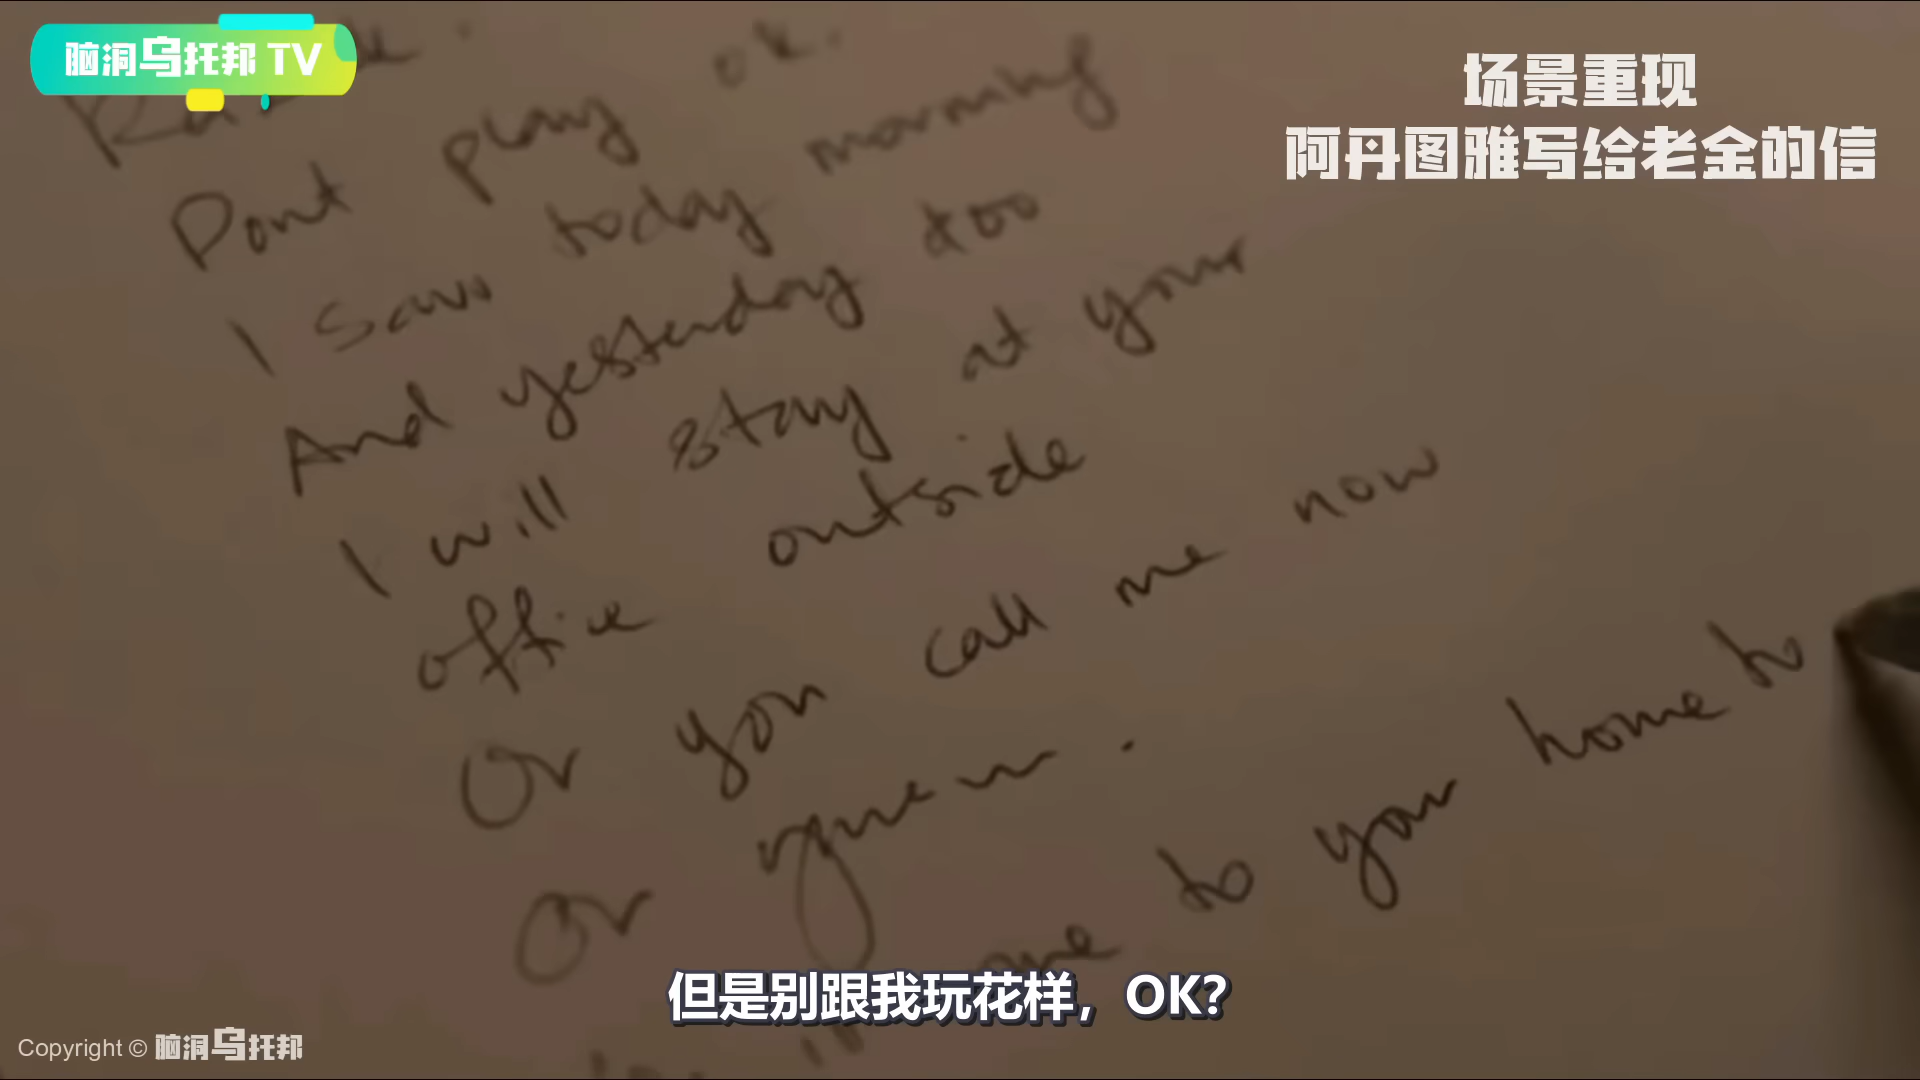 脑洞乌托邦 TV
场景重现
阿丹图雅写给老金的信
Dont play ok.
I saw today morning
And yesterday too
I will stay at your
office outside
Or you call me now
Or
to your home to
但是别跟我玩花样，OK?
Copyright © 脑洞乌托邦